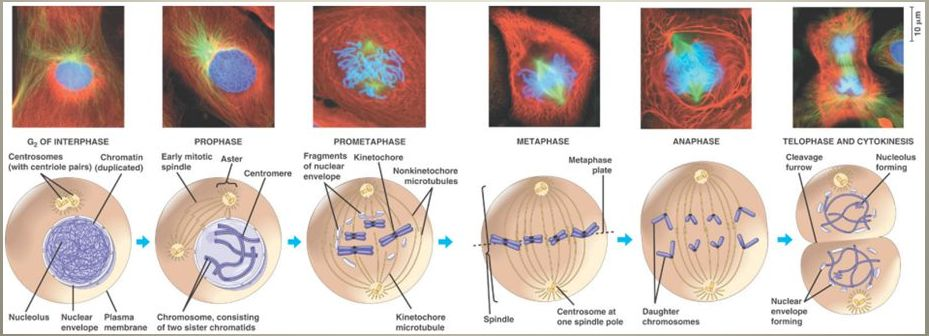 10 µm
G₂ OF INTERPHASE
PROPHASE
PROMETAPHASE
METAPHASE
ANAPHASE
TELOPHASE AND CYTOKINESIS
Centrosomes
(with centriole pairs)
Chromatin
(duplicated)
Early mitotic
spindle
Aster
Centromere
Fragments
of nuclear
envelope
Kinetochore
Nonkinetochore
microtubules
Metaphase
plate
Cleavage
furrow
Nucleolus
forming
Nucleolus
Nuclear
envelope
Plasma
membrane
Chromosome, consisting
of two sister chromatids
Kinetochore
microtubule
Spindle
Centrosome at
one spindle pole
Daughter
chromosomes
Nuclear
envelope
forming